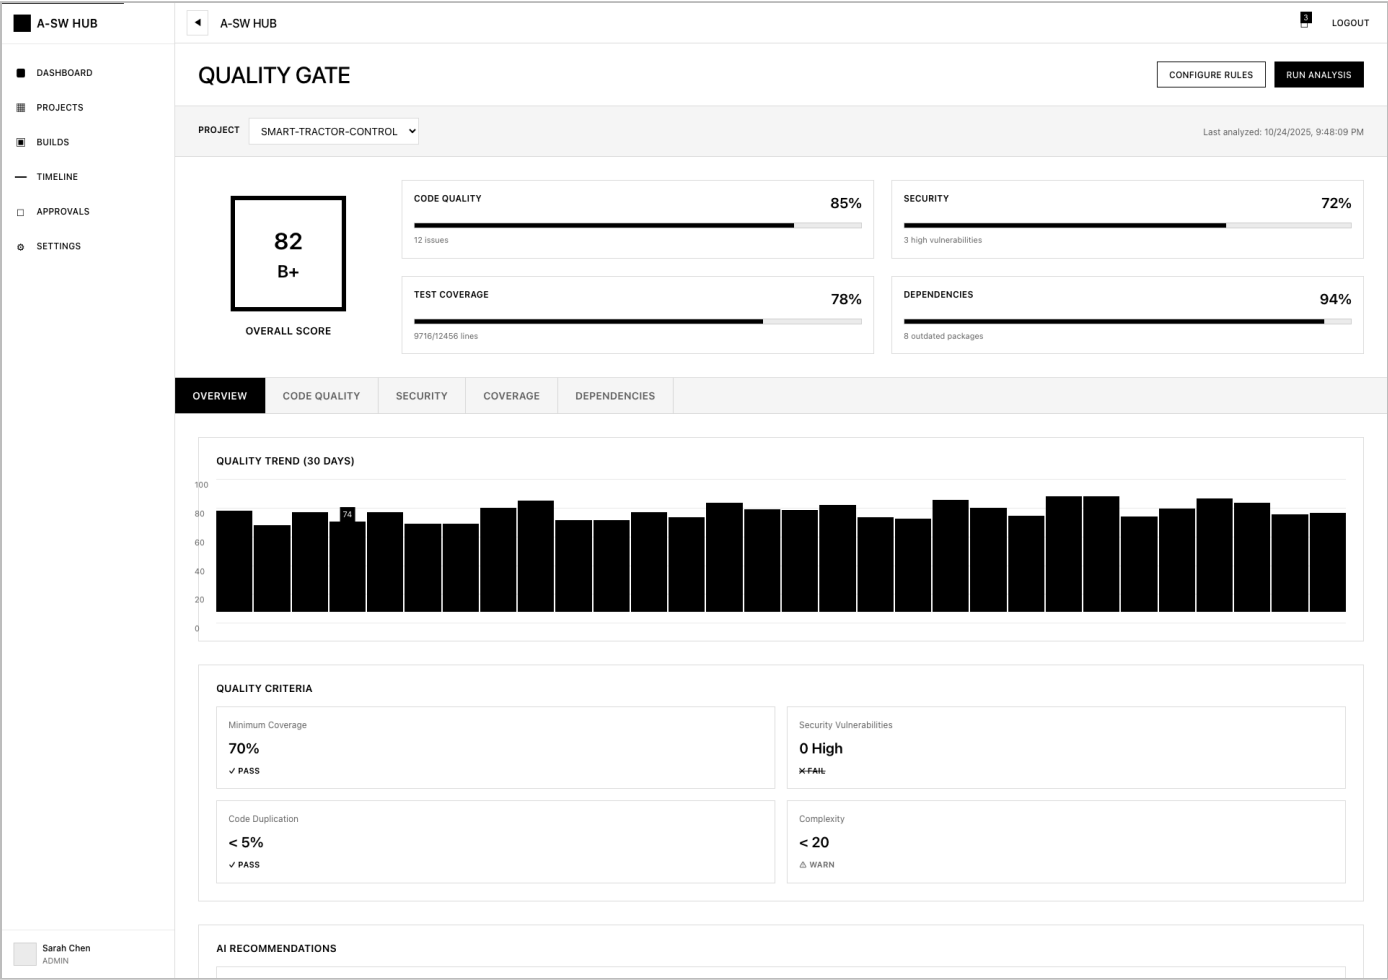 A-SW HUB
DASHBOARD
PROJECTS
BUILDS
TIMELINE
APPROVALS
SETTINGS
Sarah Chen
ADMIN
A-SW HUB
3
LOGOUT
QUALITY GATE
CONFIGURE RULES
RUN ANALYSIS
PROJECT
SMART-TRACTOR-CONTROL
Last analyzed: 10/24/2025, 9:48:09 PM
82
B+
OVERALL SCORE
CODE QUALITY
85%
12 issues
SECURITY
72%
3 high vulnerabilities
TEST COVERAGE
78%
9716/12456 lines
DEPENDENCIES
94%
8 outdated packages
OVERVIEW
CODE QUALITY
SECURITY
COVERAGE
DEPENDENCIES
QUALITY TREND (30 DAYS)
100
80
60
40
20
0
74
QUALITY CRITERIA
Minimum Coverage
70%
✓ PASS
Security Vulnerabilities
0 High
✕ FAIL
Code Duplication
< 5%
✓ PASS
Complexity
< 20
⚠ WARN
AI RECOMMENDATIONS